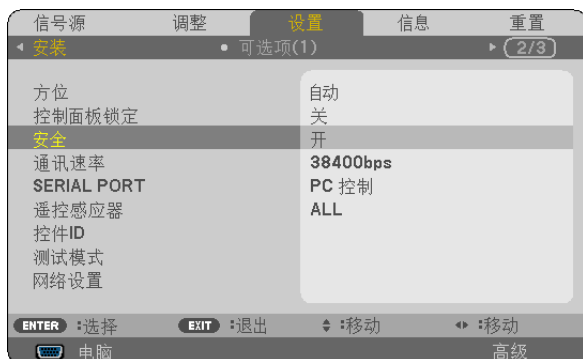 信号源 调整 设置 信息 重置
安装 • 可选项(1) 2/3
方位 自动
控制面板锁定 关
安全 开
通讯速率 38400bps
SERIAL PORT PC 控制
遥控感应器 ALL
控件ID
测试模式
网络设置
ENTER :选择 EXIT :退出 :移动 :移动
电脑 高级